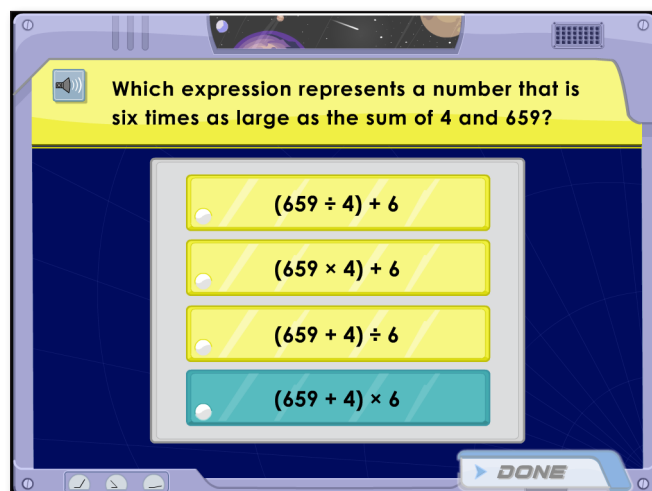 Which expression represents a number that is
six times as large as the sum of 4 and 659?
(659 ÷ 4) + 6
(659 × 4) + 6
(659 + 4) ÷ 6
(659 + 4) × 6
DONE